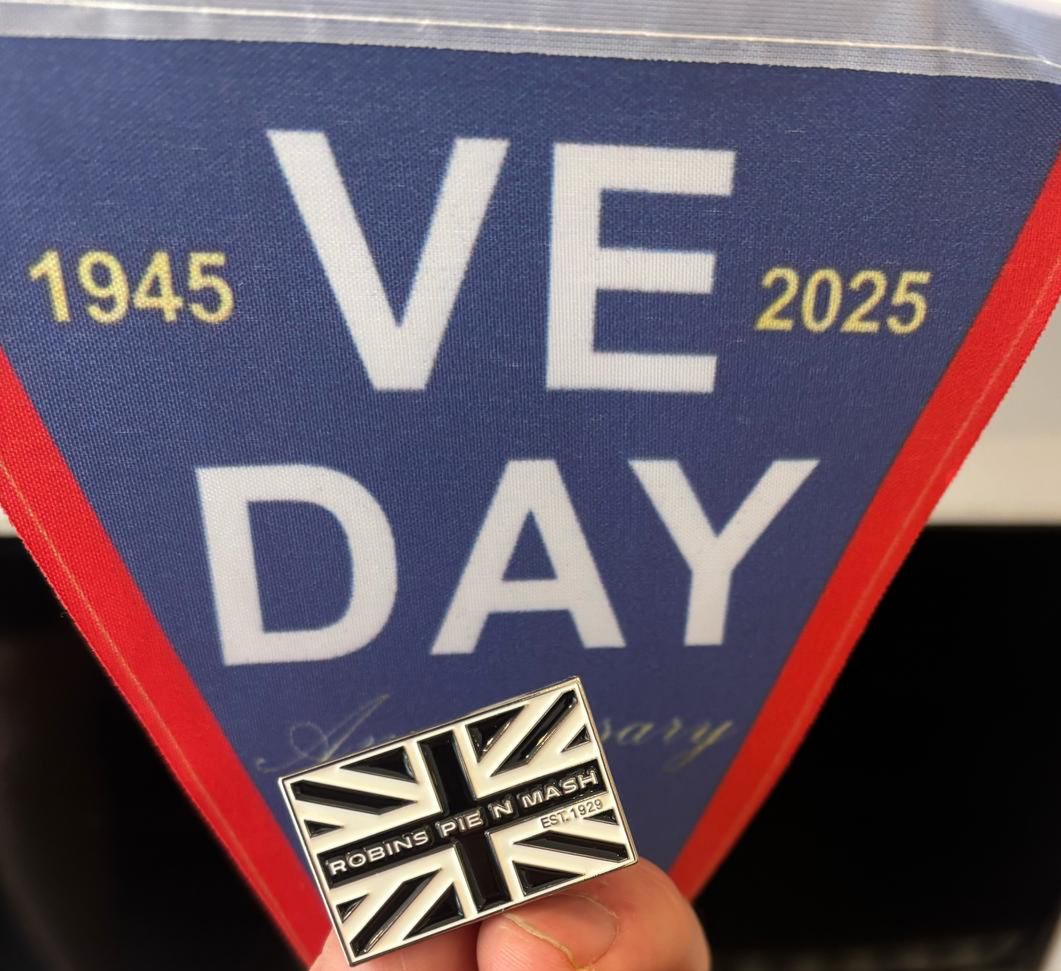 VE
1945 2025
DAY
ROBINS PIE 'N MASH
EST. 1929